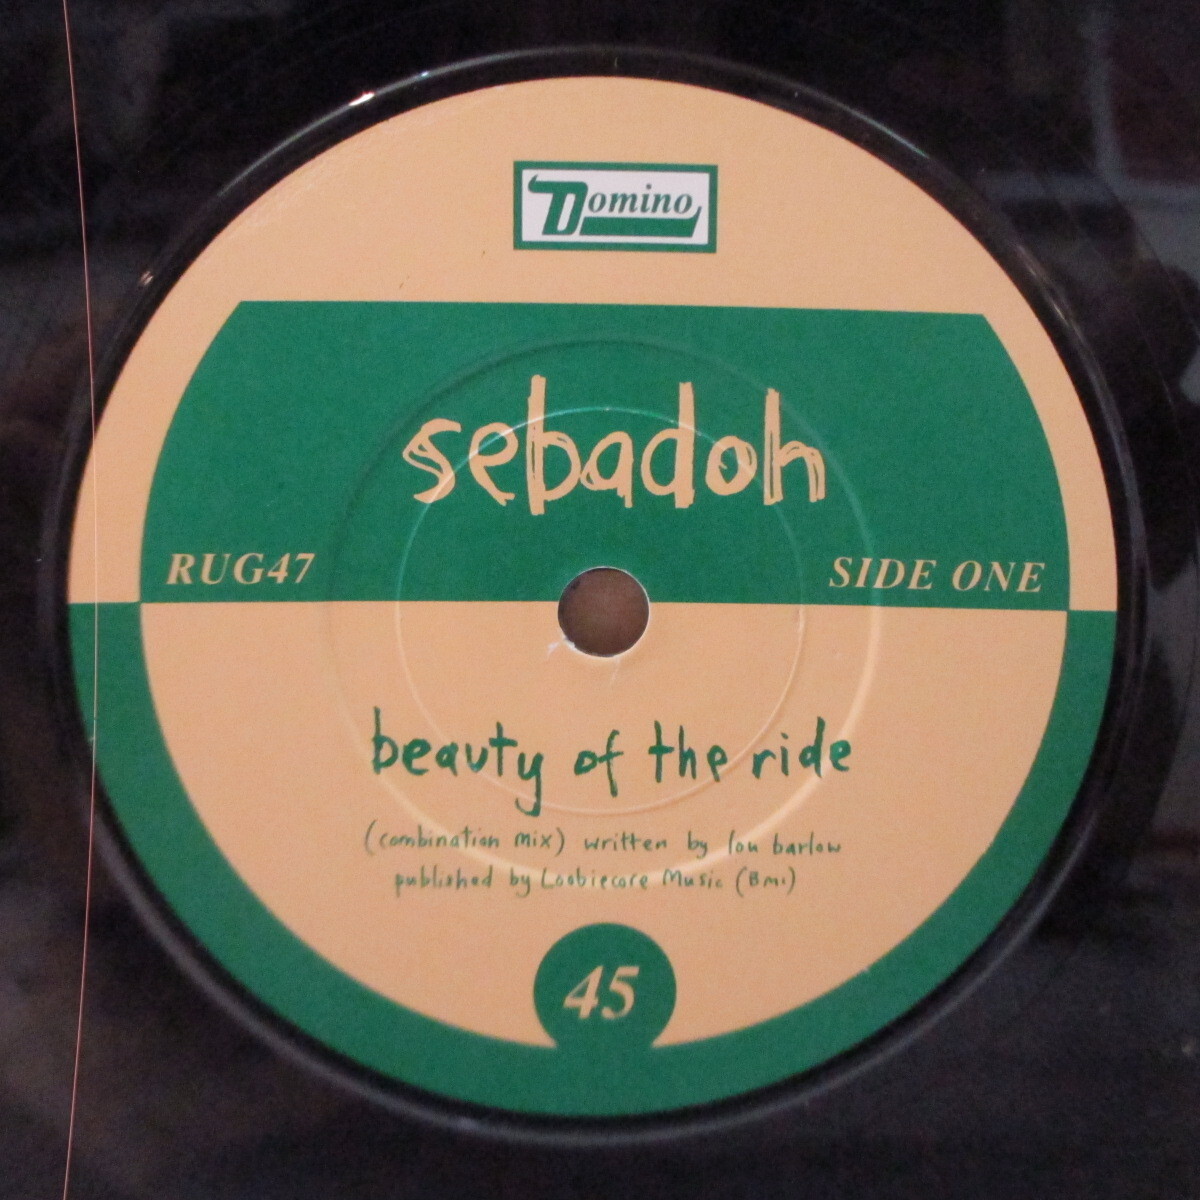 Domino
sebadoh
RUG47
SIDE ONE
beauty of the ride
(combination mix) written by lou barlow
published by Loobiecore Music (BMI)
45